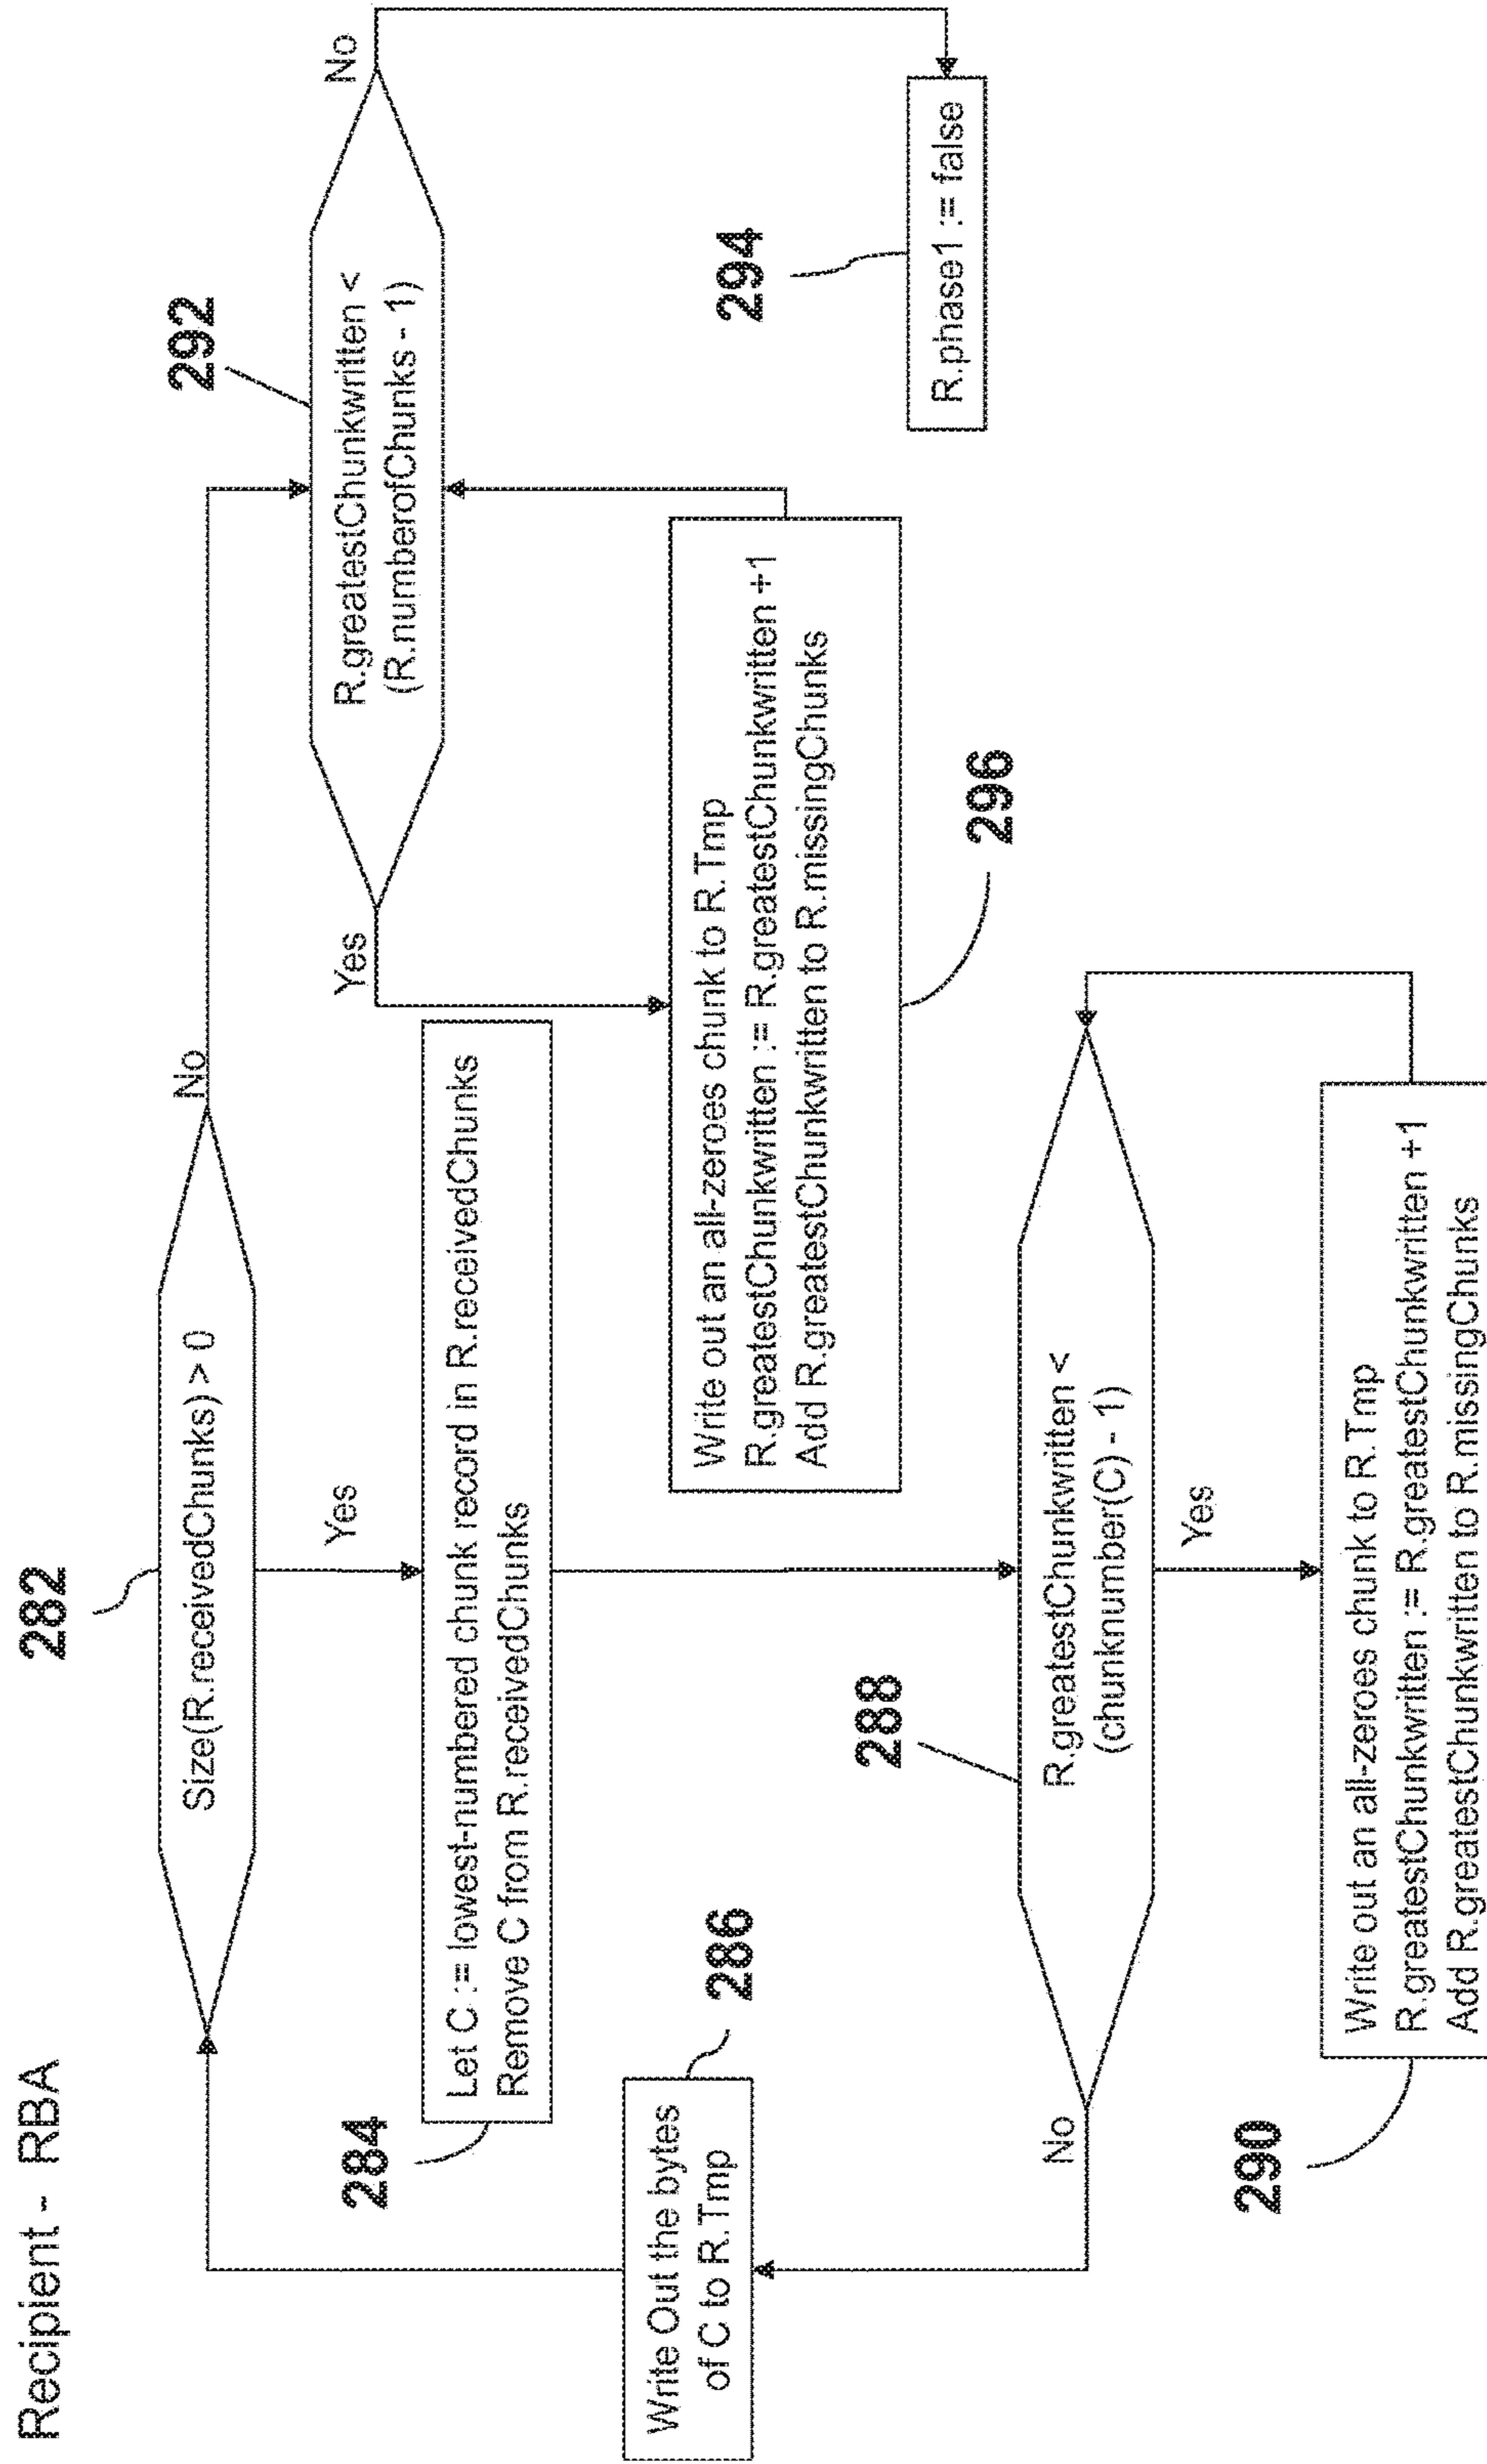 Recipient - RBA
282
Size(R.receivedChunks) > 0
No
Yes
284
Let C := lowest-numbered chunk record in R.receivedChunks
Remove C from R.receivedChunks
286
Write Out the bytes
of C to R.Tmp
288
R.greatestChunkwritten <
(chunknumber(C) - 1)
No
Yes
290
Write out an all-zeroes chunk to R.Tmp
R.greatestChunkwritten := R.greatestChunkwritten +1
Add R.greatestChunkwritten to R.missingChunks
292
R.greatestChunkwritten <
(R.numberofChunks - 1)
No
Yes
294
R.phase1 := false
296
Write out an all-zeroes chunk to R.Tmp
R.greatestChunkwritten := R.greatestChunkwritten +1
Add R.greatestChunkwritten to R.missingChunks